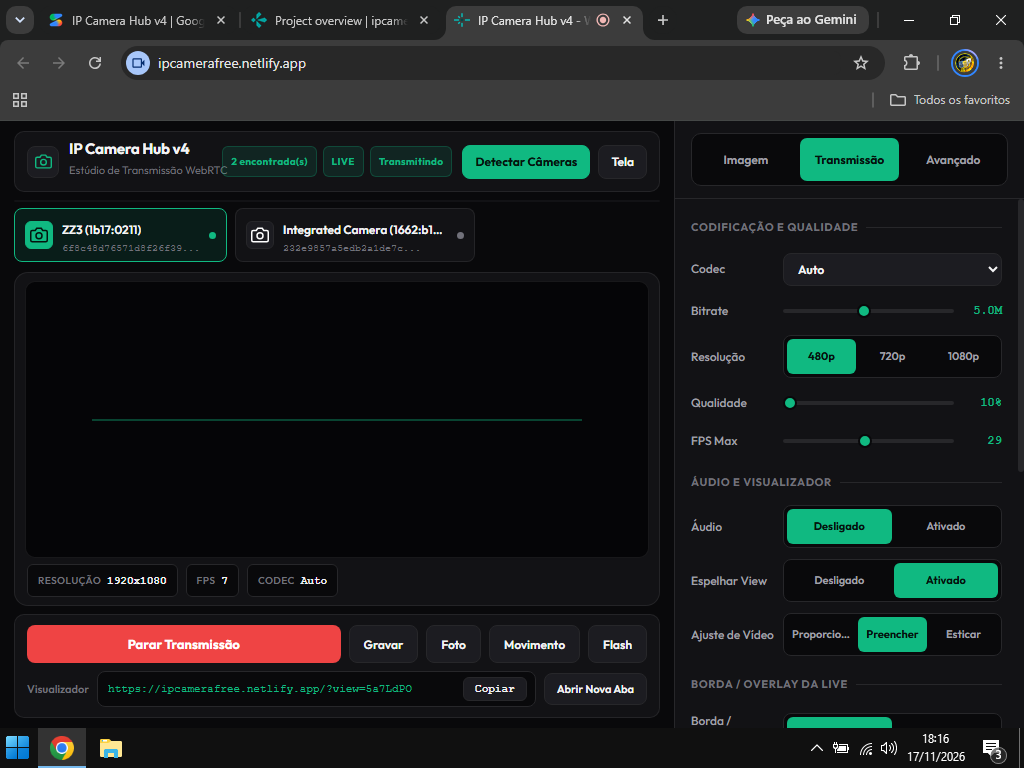 IP Camera Hub v4 | Goo
Project overview | ipcame
IP Camera Hub v4 -
Peça ao Gemini
ipcamerafree.netlify.app
Todos os favoritos
IP Camera Hub v4
Estúdio de Transmissão WebRTC
2 encontrada(s)
LIVE
Transmitindo
Detectar Câmeras
Tela
ZZ3 (1b17:0211)
6f8c48d76571d8f26f39...
Integrated Camera (1662:b1...
232e9857a5edb2a1de7c...
RESOLUÇÃO 1920x1080
FPS 7
CODEC Auto
Parar Transmissão
Gravar
Foto
Movimento
Flash
Visualizador
https://ipcamerafree.netlify.app/?view=5a7LdPO
Copiar
Abrir Nova Aba
Imagem
Transmissão
Avançado
CODIFICAÇÃO E QUALIDADE
Codec
Auto
Bitrate
5.0M
Resolução
480p
720p
1080p
Qualidade
10%
FPS Max
29
ÁUDIO E VISUALIZADOR
Áudio
Desligado
Ativado
Espelhar View
Desligado
Ativado
Ajuste de Vídeo
Proporcio...
Preencher
Esticar
BORDA / OVERLAY DA LIVE
Borda /
18:16
17/11/2026
3